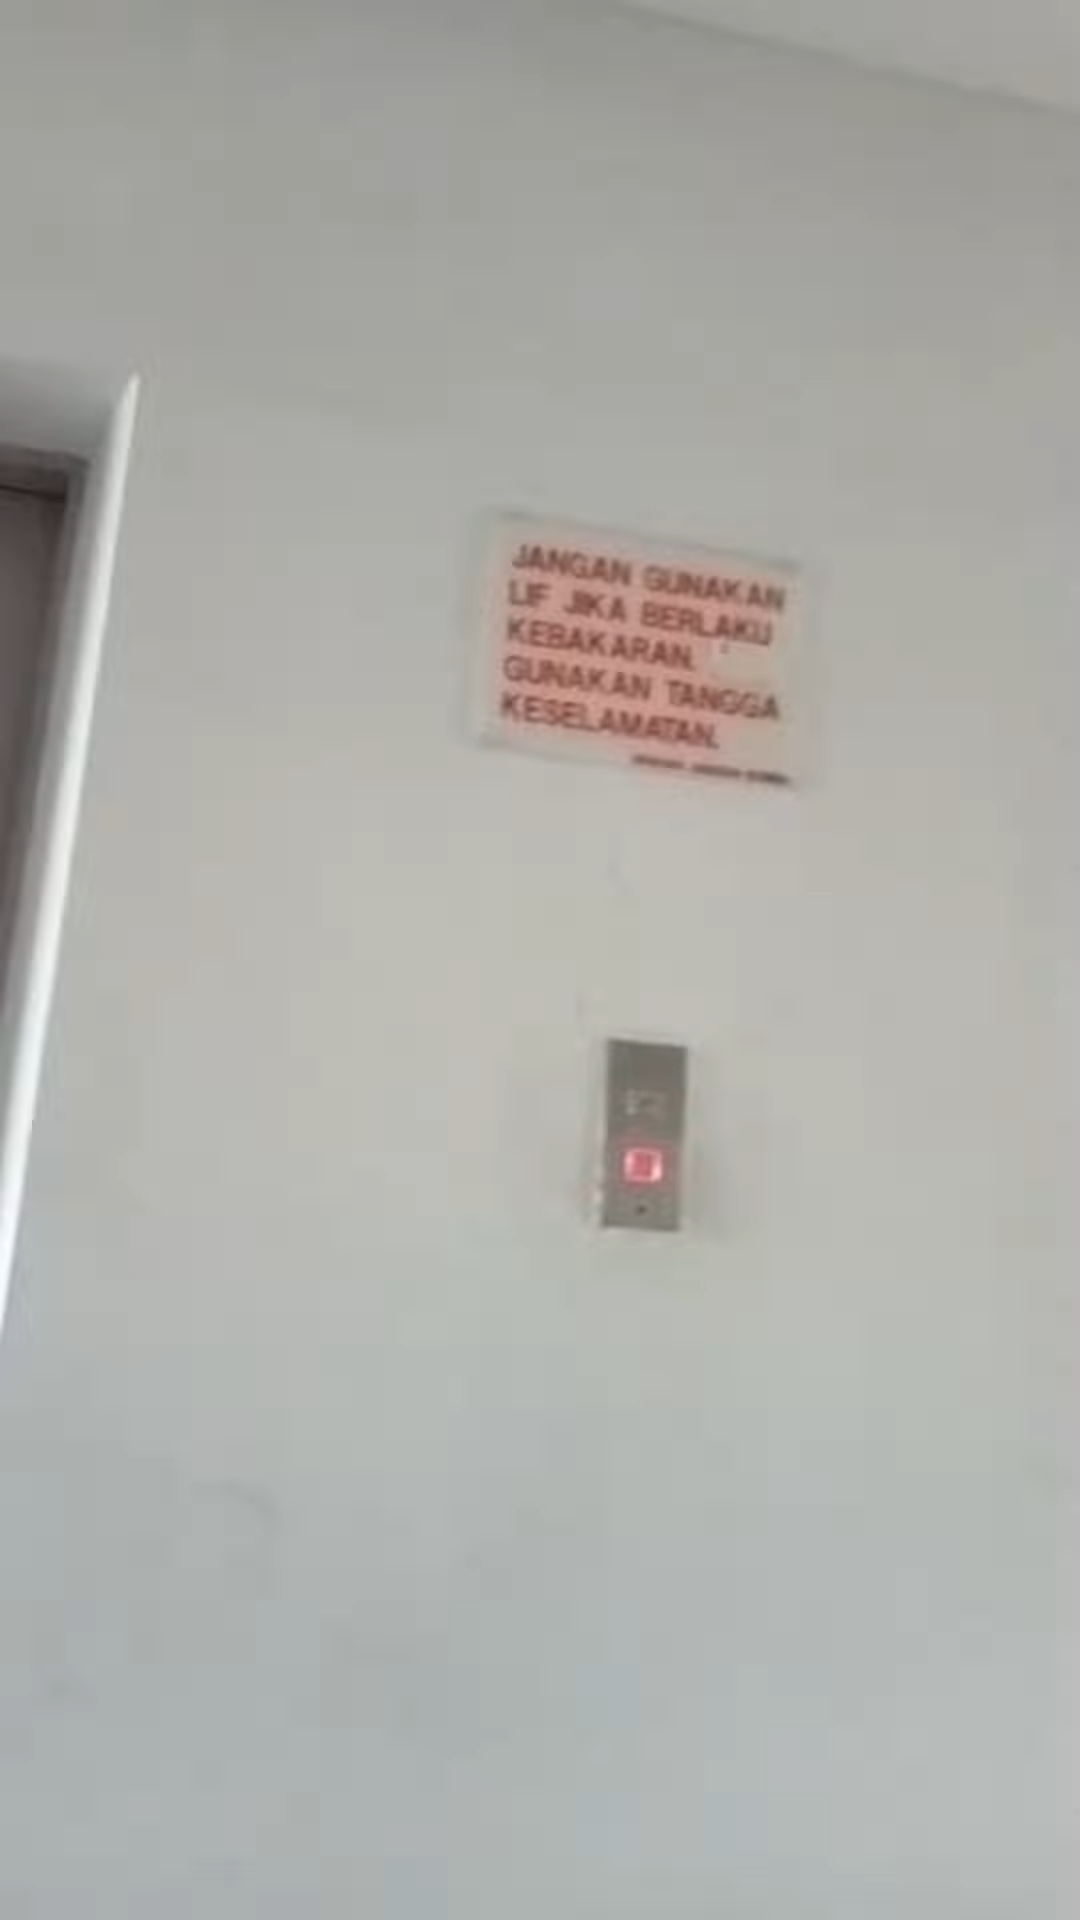 JANGAN GUNAKAN
LIF JIKA BERLAKU
KEBAKARAN.
GUNAKAN TANGGA
KESELAMATAN.